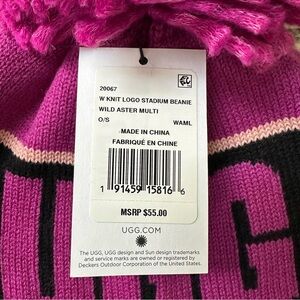 20067
W KNIT LOGO STADIUM BEANIE
WILD ASTER MULTI
O/S WAML
MADE IN CHINA
FABRIQUÉ EN CHINE
1 91459 15816 6
MSRP $55.00
UGG.COM
The UGG, UGG design and Sun design trademarks
and service marks are owned or registered by
Deckers Outdoor Corporation of the United States.
UGG